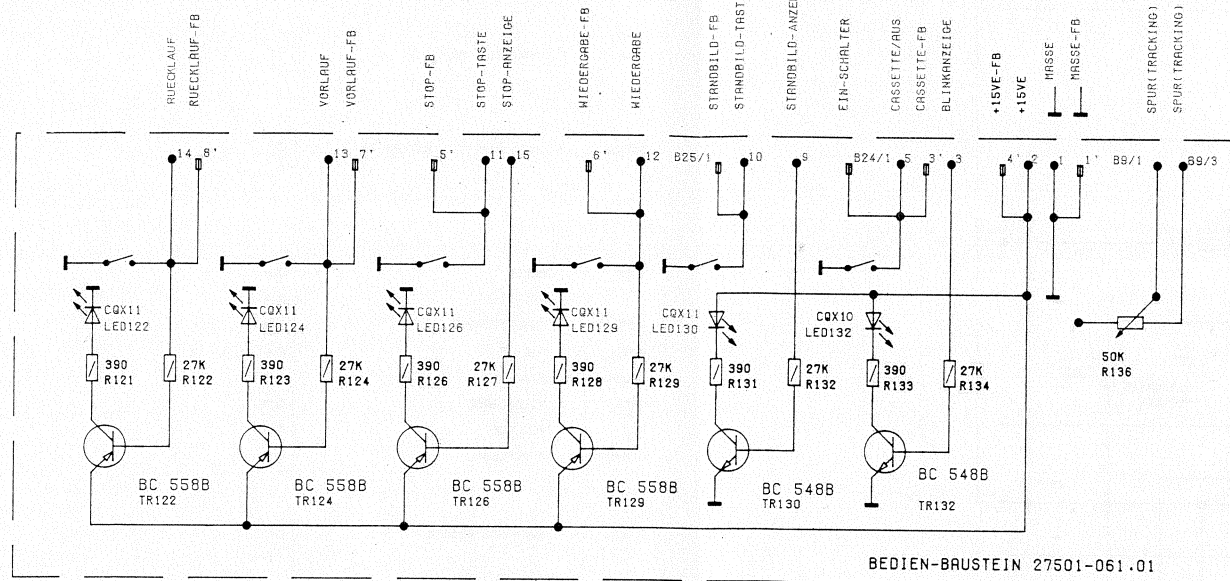 RUECKLAUF
RUECKLAUF-FB
VORLAUF
VORLAUF-FB
STOP-FB
STOP-TASTE
STOP-ANZEIGE
WIEDERGABE-FB
WIEDERGABE
STANDBILD-FB
STANDBILD-TAST
STANDBILD-ANZE
EIN-SCHALTER
CASSETTE/AUS
CASSETTE-FB
BLINKANZEIGE
+15VE-FB
+15VE
MASSE
MASSE-FB
SPUR(TRACKING)
SPUR(TRACKING)
14 8' 13 7' 5' 11 15 6' 12 B25/1 10 9 B24/1 5 3' 3 4' 2 1 1' B9/1 B9/3
CQX11
LED122
CQX11
LED124
CQX11
LED126
CQX11
LED129
CQX11
LED130
CQX10
LED132
390
R121
27K
R122
390
R123
27K
R124
390
R126
27K
R127
390
R128
27K
R129
390
R131
27K
R132
390
R133
27K
R134
50K
R136
BC 558B
TR122
BC 558B
TR124
BC 558B
TR126
BC 558B
TR129
BC 548B
TR130
BC 548B
TR132
BEDIEN-BAUSTEIN 27501-061.01